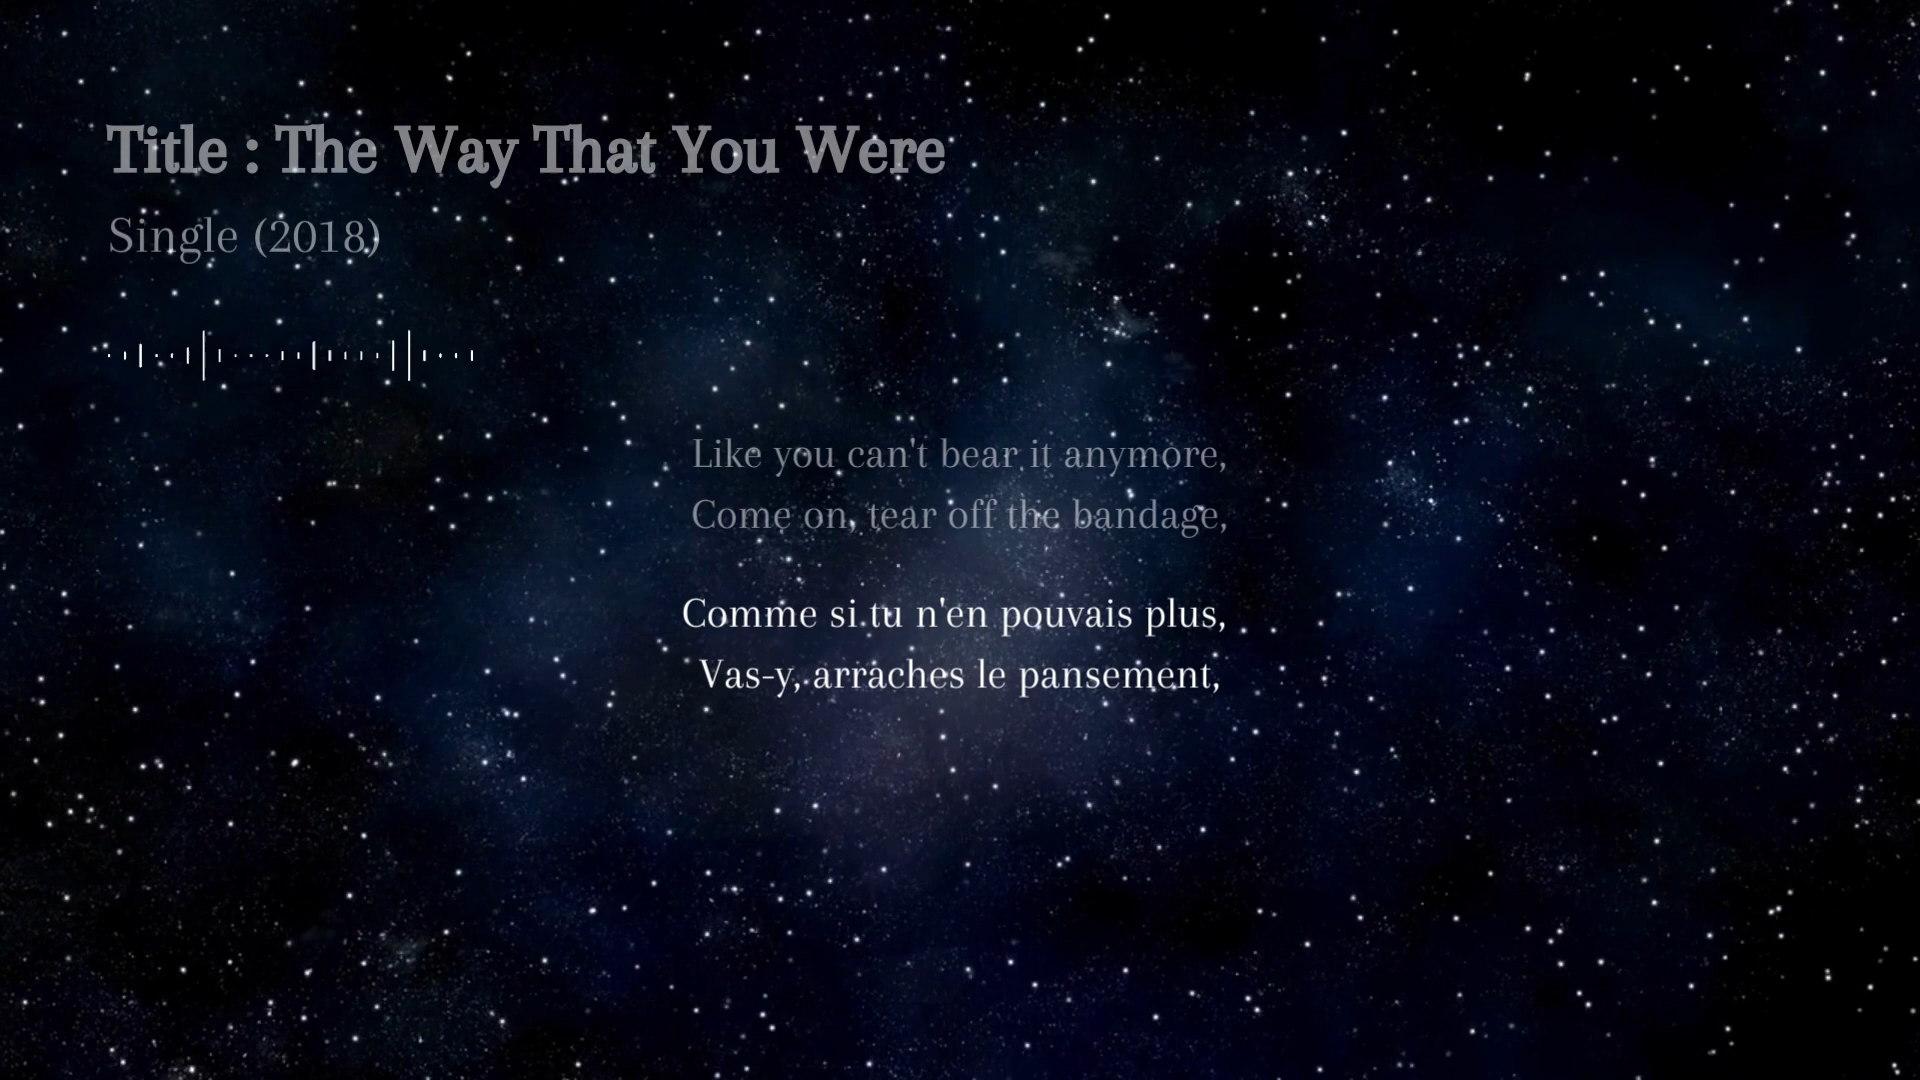 Title : The Way That You Were
Single (2018)
Like you can't bear it anymore,
Come on, tear off the bandage,
Comme si tu n'en pouvais plus,
Vas-y, arraches le pansement,